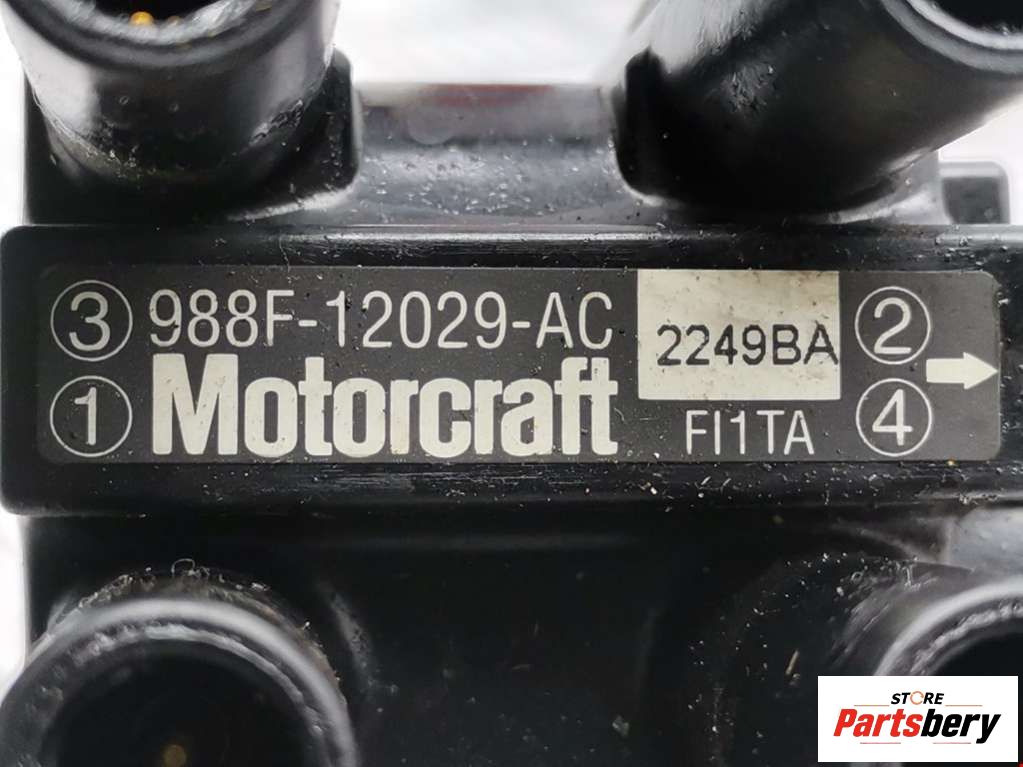 ③ 988F-12029-AC 2249BA ②
① Motorcraft FI1TA ④
STORE
Partsbery